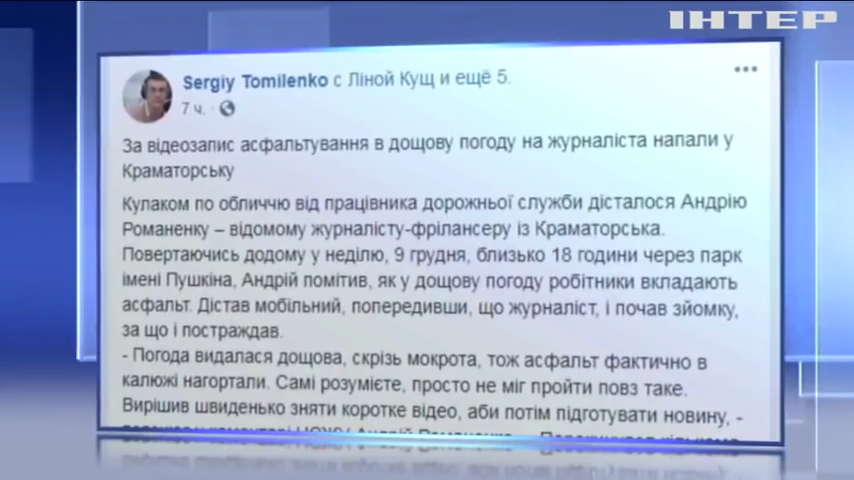 ІНТЕР
Sergiy Tomilenko с Ліной Кущ и ещё 5.
7 ч. ·
За відеозапис асфальтування в дощову погоду на журналіста напали у
Краматорську
Кулаком по обличчю від працівника дорожньої служби дісталося Андрію
Романенку – відомому журналісту-фрілансеру із Краматорська.
Повертаючись додому у неділю, 9 грудня, близько 18 години через парк
імені Пушкіна, Андрій помітив, як у дощову погоду робітники вкладають
асфальт. Дістав мобільний, попередивши, що журналіст, і почав зйомку,
за що і постраждав.
- Погода видалася дощова, скрізь мокрота, тож асфальт фактично в
калюжі нагортали. Самі розумієте, просто не міг пройти повз таке.
Вирішив швиденько зняти коротке відео, аби потім підготувати новину, -